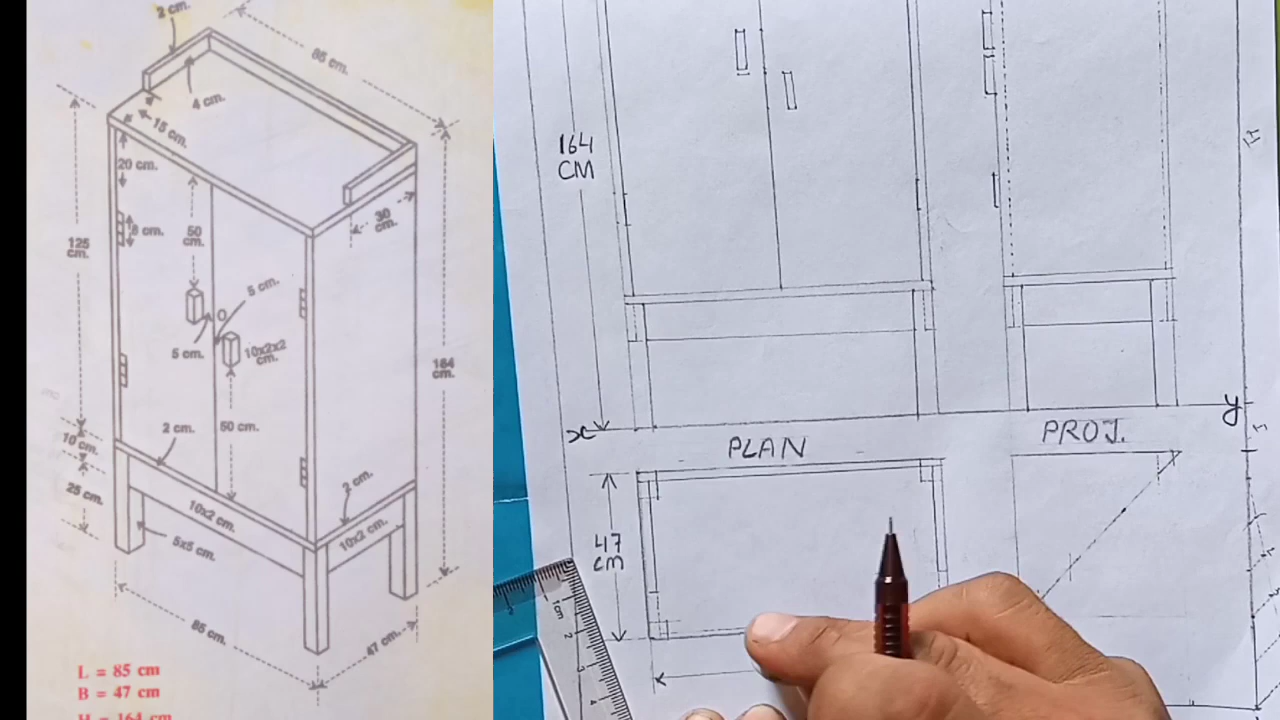 2 cm.
85 cm.
4 cm.
15 cm.
20 cm.
30
cm.
125
cm.
8 cm.
50
cm.
5 cm.
O
5 cm.
10x2x2
cm.
164
cm.
2 cm.
50 cm.
10 cm.
25 cm.
10x2 cm.
2 cm.
10x2 cm.
5x5 cm.
85 cm.
47 cm.
L = 85 cm
B = 47 cm
H = 164 cm
164
CM
x
y
PLAN
PROJ.
47
cm